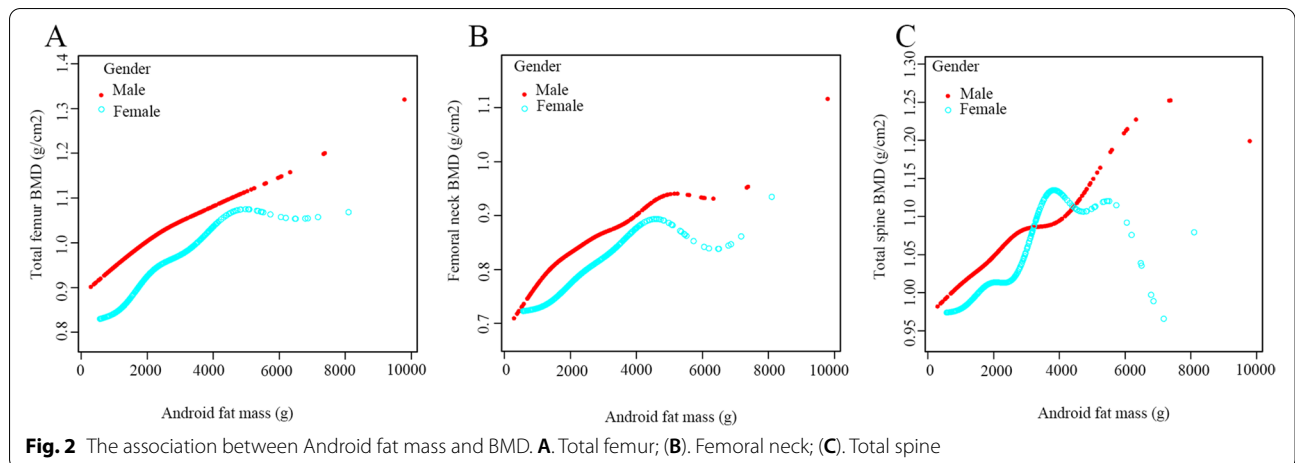 A
Total femur BMD (g/cm2)
1.4
1.3
1.2
1.1
1.0
0.9
0.8
Gender
Male
Female
0 2000 4000 6000 8000 10000
Android fat mass (g)
B
Femoral neck BMD (g/cm2)
1.1
1.0
0.9
0.8
0.7
Gender
Male
Female
0 2000 4000 6000 8000 10000
Android fat mass (g)
C
Total spine BMD (g/cm2)
1.30
1.25
1.20
1.15
1.10
1.05
1.00
0.95
Gender
Male
Female
0 2000 4000 6000 8000 10000
Android fat mass (g)
Fig. 2 The association between Android fat mass and BMD. A. Total femur; (B). Femoral neck; (C). Total spine